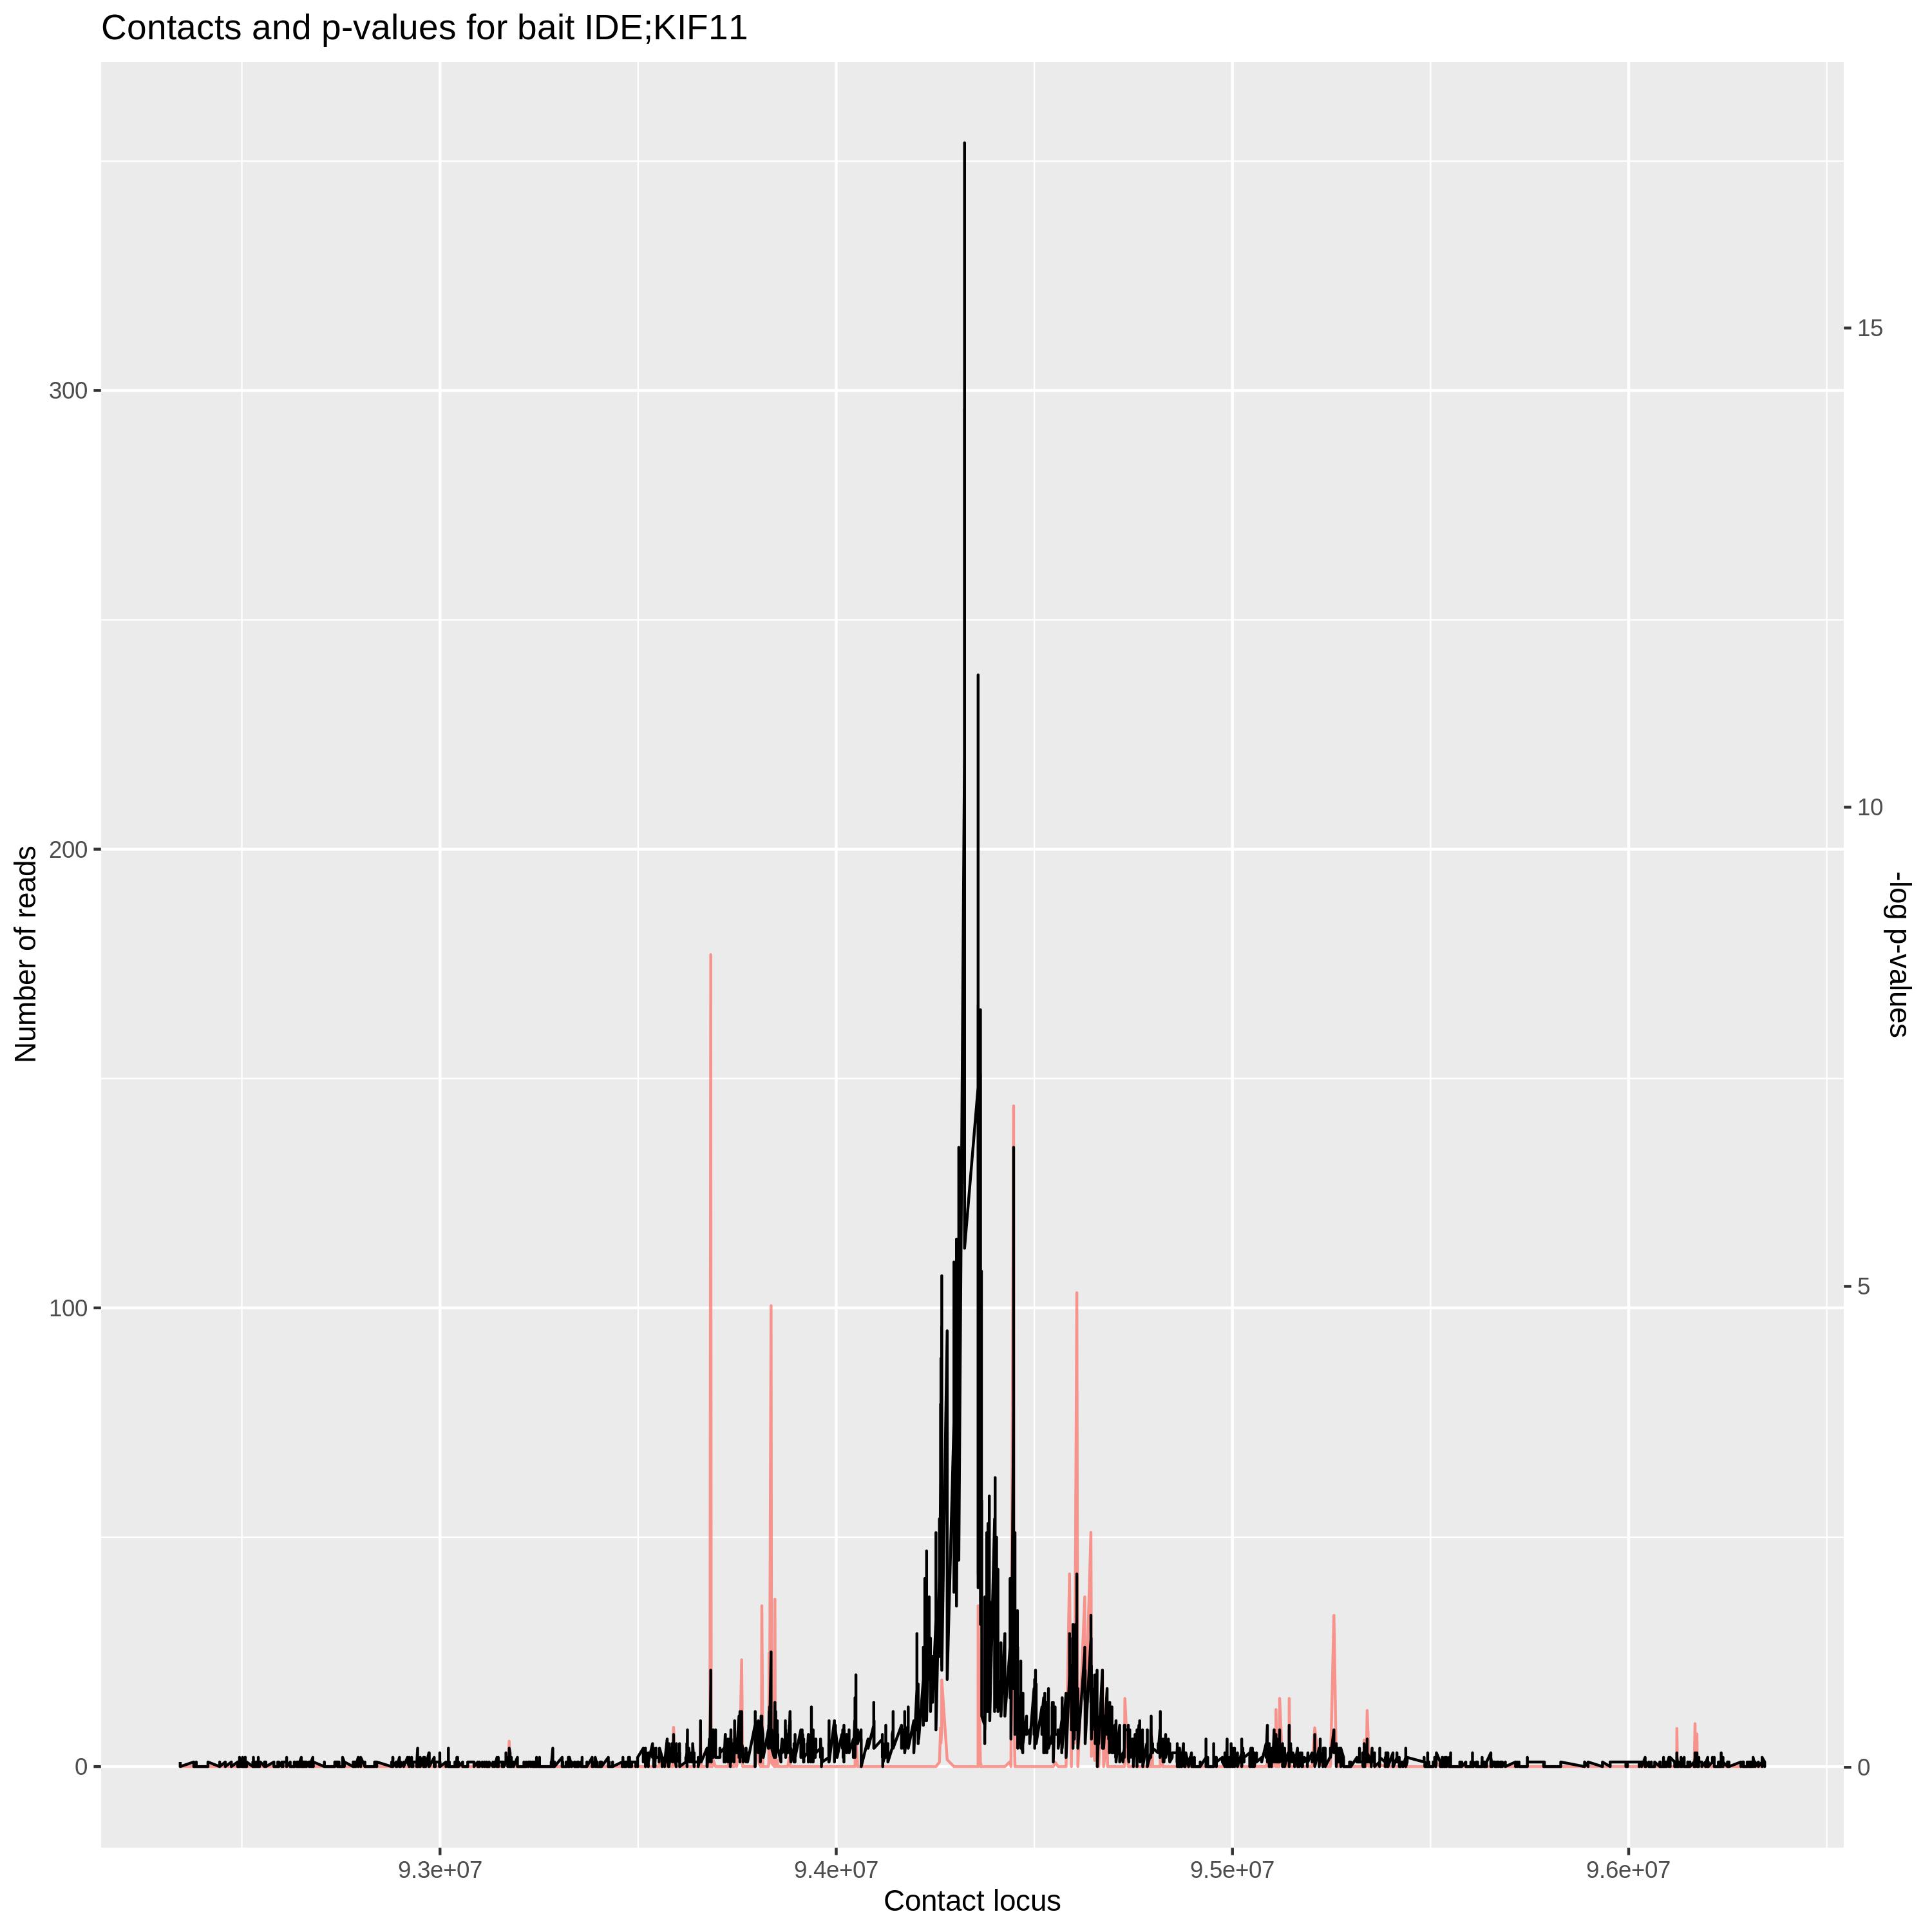 Contacts and p-values for bait IDE;KIF11
Number of reads
300
200
100
0
15
10
5
0
-log p-values
9.3e+07
9.4e+07
9.5e+07
9.6e+07
Contact locus